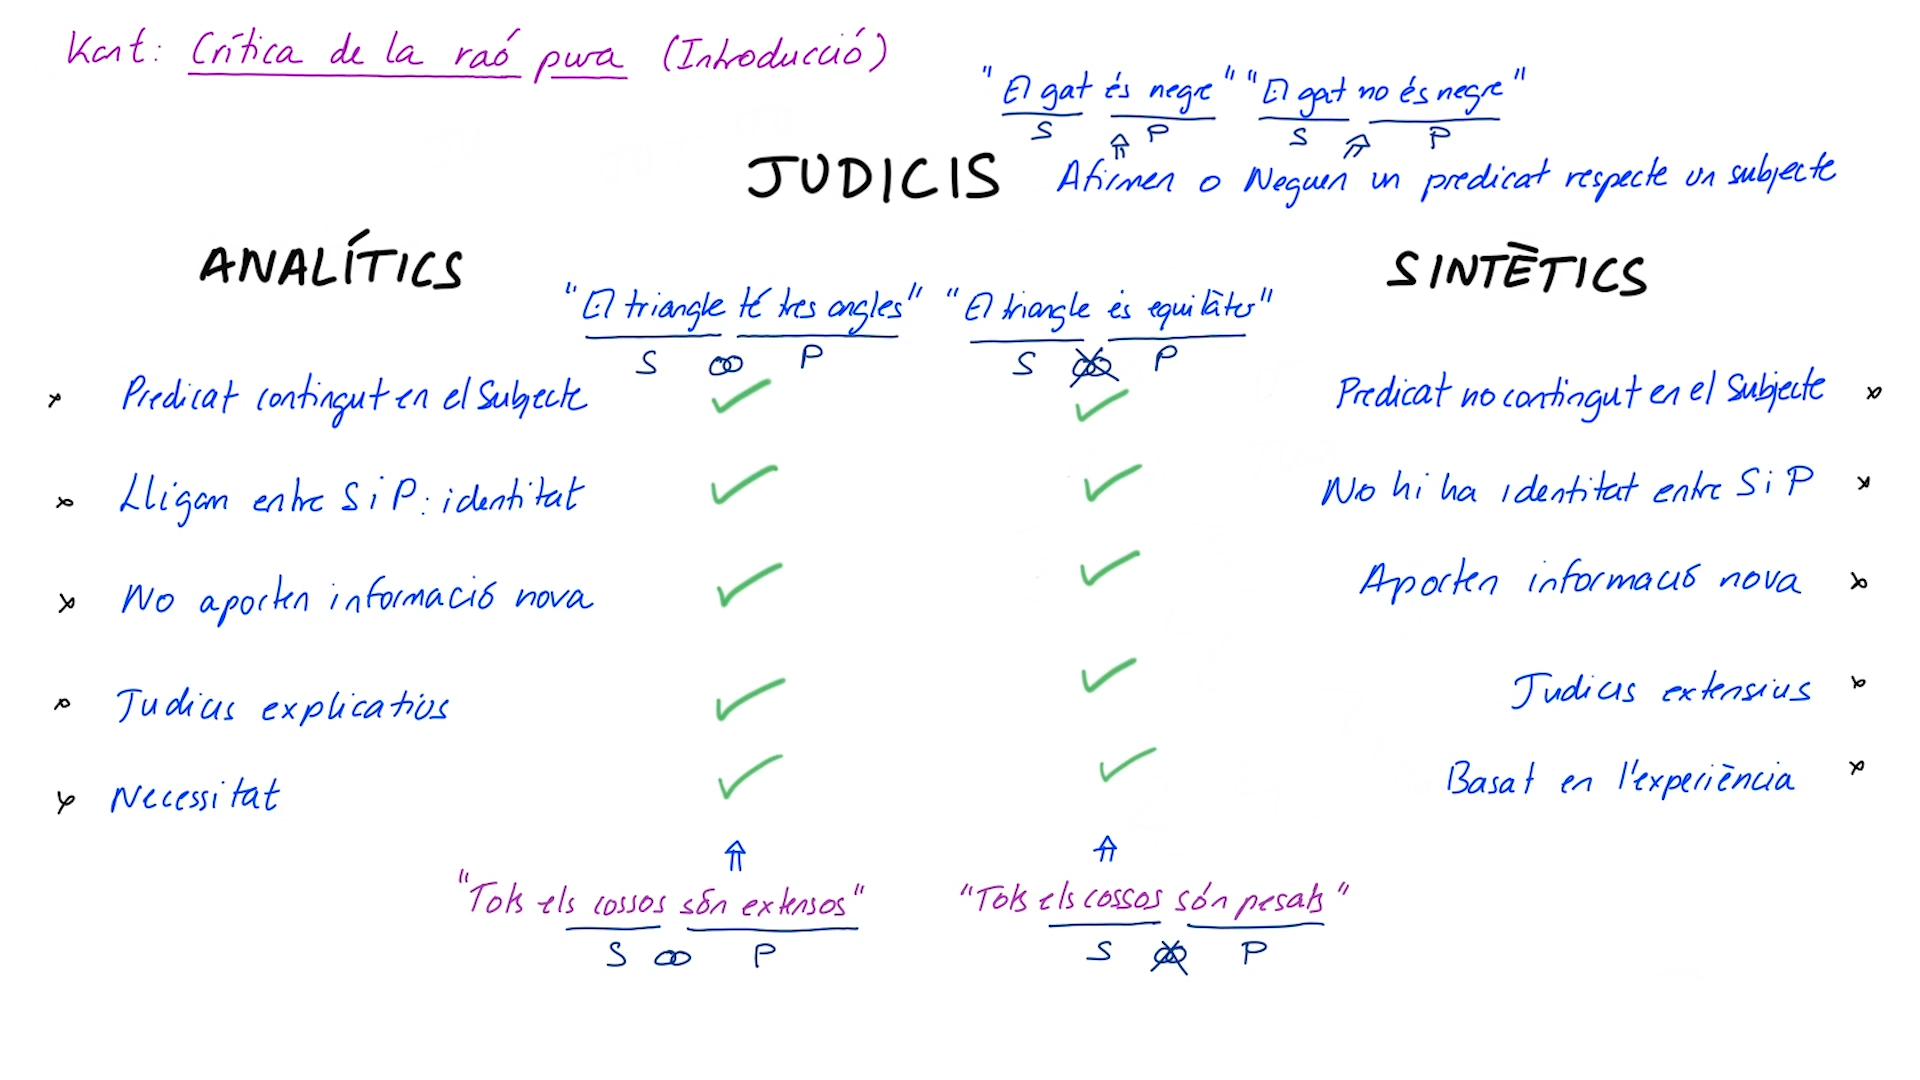 Kant: Crítica de la raó pura (Introducció)
"El gat és negre" "El gat no és negre"
S P S P
JUDICIS Afirmen o Neguen un predicat respecte un subjecte
ANALÍTICS SINTÈTICS
"El triangle té tres angles" "El triangle és equilàter"
S P S P
Predicat contingut en el Subjecte Predicat no contingut en el Subjecte
Lligam entre S i P: identitat No hi ha identitat entre S i P
No aporten informació nova Aporten informació nova
Judicis explicatius Judicis extensius
Necessitat Basat en l'experiència
"Tots els cossos són extensos" "Tots els cossos són pesats"
S P S P